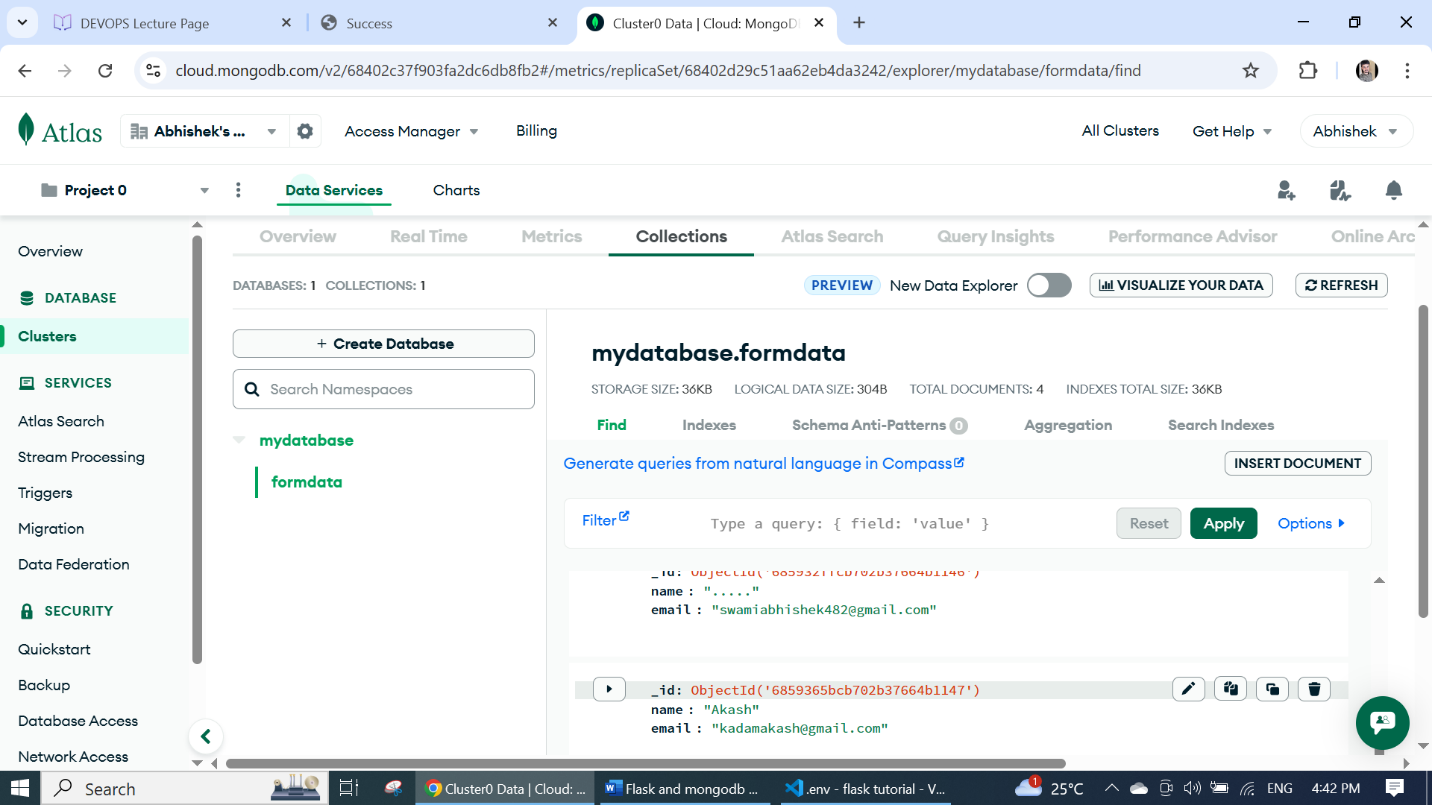 DEVOPS Lecture Page
Success
Cluster0 Data | Cloud: MongoD
cloud.mongodb.com/v2/68402c37f903fa2dc6db8fb2#/metrics/replicaSet/68402d29c51aa62eb4da3242/explorer/mydatabase/formdata/find
Atlas
Abhishek's ...
Access Manager
Billing
All Clusters
Get Help
Abhishek
Project 0
Data Services
Charts
Overview
DATABASE
Clusters
SERVICES
Atlas Search
Stream Processing
Triggers
Migration
Data Federation
SECURITY
Quickstart
Backup
Database Access
Network Access
Overview
Real Time
Metrics
Collections
Atlas Search
Query Insights
Performance Advisor
Online Arc
DATABASES: 1 COLLECTIONS: 1
PREVIEW New Data Explorer
VISUALIZE YOUR DATA
REFRESH
+ Create Database
Search Namespaces
mydatabase
formdata
mydatabase.formdata
STORAGE SIZE: 36KB LOGICAL DATA SIZE: 304B TOTAL DOCUMENTS: 4 INDEXES TOTAL SIZE: 36KB
Find
Indexes
Schema Anti-Patterns 0
Aggregation
Search Indexes
Generate queries from natural language in Compass
INSERT DOCUMENT
Filter
Type a query: { field: 'value' }
Reset
Apply
Options
name : "....."
email : "swamiabhishek482@gmail.com"
_id: ObjectId('6859365bcb702b37664b1147')
name : "Akash"
email : "kadamakash@gmail.com"
Search
Cluster0 Data | Cloud: ...
Flask and mongodb ...
.env - flask tutorial - V...
1
25°C
ENG
4:42 PM